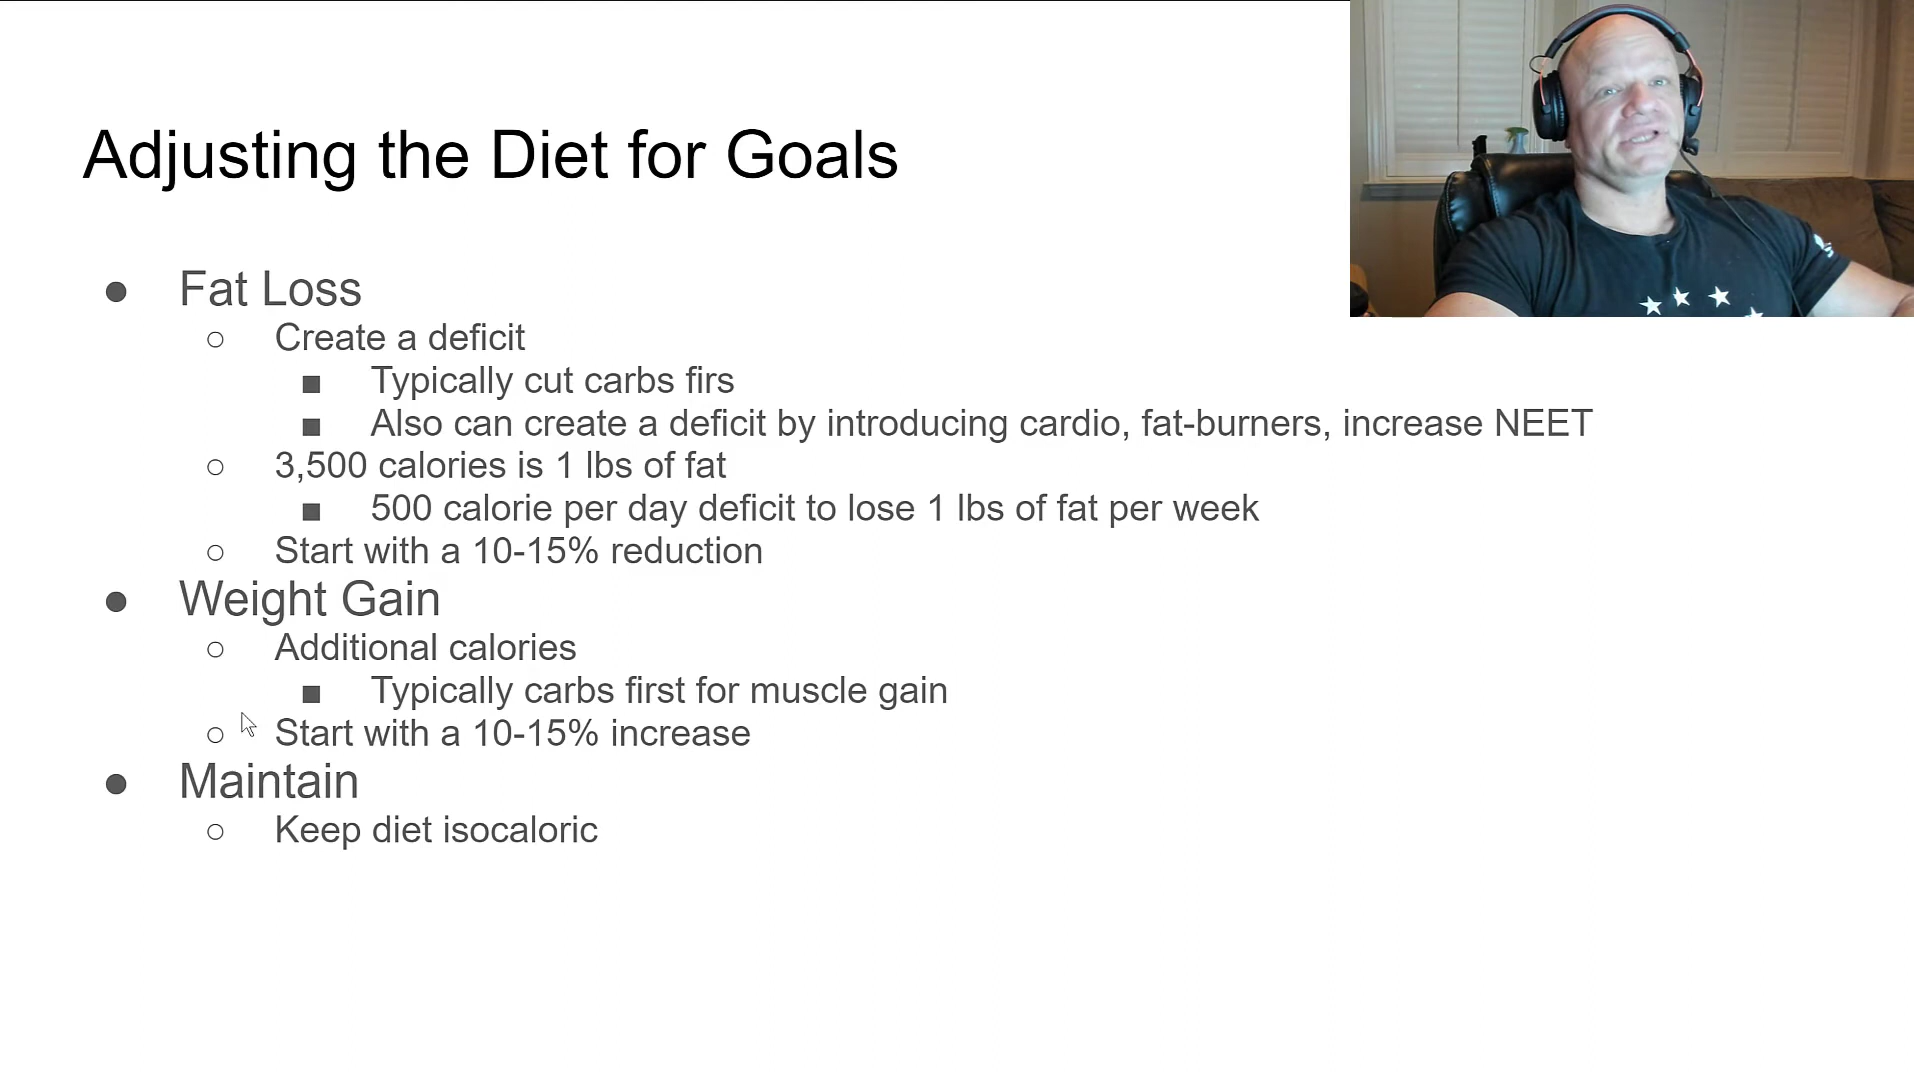 Adjusting the Diet for Goals
● Fat Loss
○ Create a deficit
■ Typically cut carbs firs
■ Also can create a deficit by introducing cardio, fat-burners, increase NEET
○ 3,500 calories is 1 lbs of fat
■ 500 calorie per day deficit to lose 1 lbs of fat per week
○ Start with a 10-15% reduction
● Weight Gain
○ Additional calories
■ Typically carbs first for muscle gain
○ Start with a 10-15% increase
● Maintain
○ Keep diet isocaloric